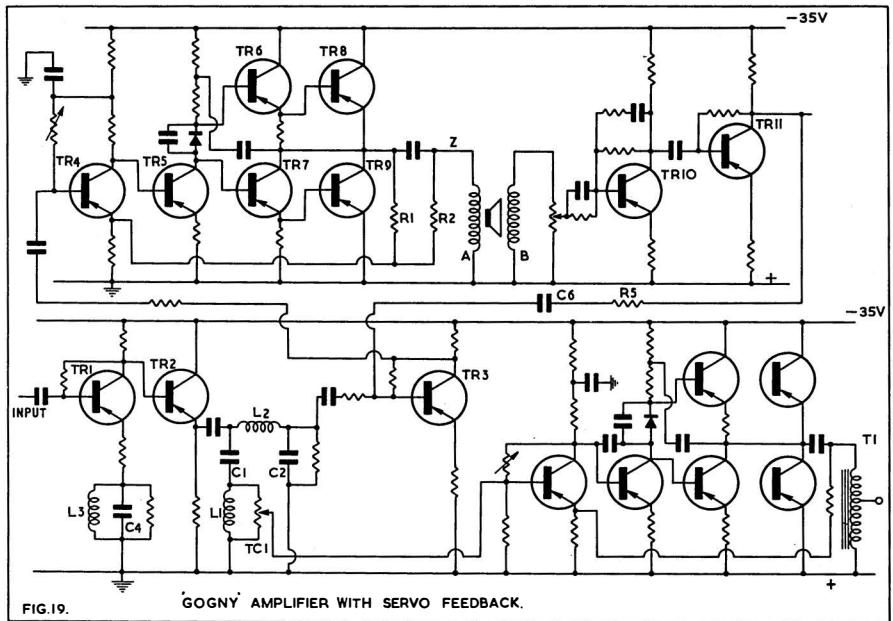 -35V
TR6
TR8
TR4
TR5
TR7
TR9
Z
R1
R2
A
B
TR10
TR11
+
C6
R5
-35V
TR1
TR2
TR3
INPUT
L2
C1
C2
L3
C4
L1
TC1
T1
+
FIG.19.
'GOGNY' AMPLIFIER WITH SERVO FEEDBACK.